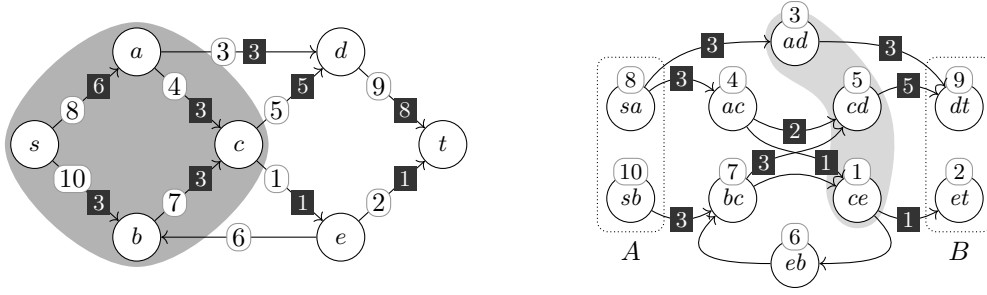 a 3 3 d
8 6 4 3 5 5 9 8
s c t
10 3 7 3 1 1 2 1
b 6 e
3
ad
3 3
8 4 5 9
sa 3 ac cd 5 dt
2
3 1
10 7 1 2
sb 3 bc ce 1 et
A 6 B
eb